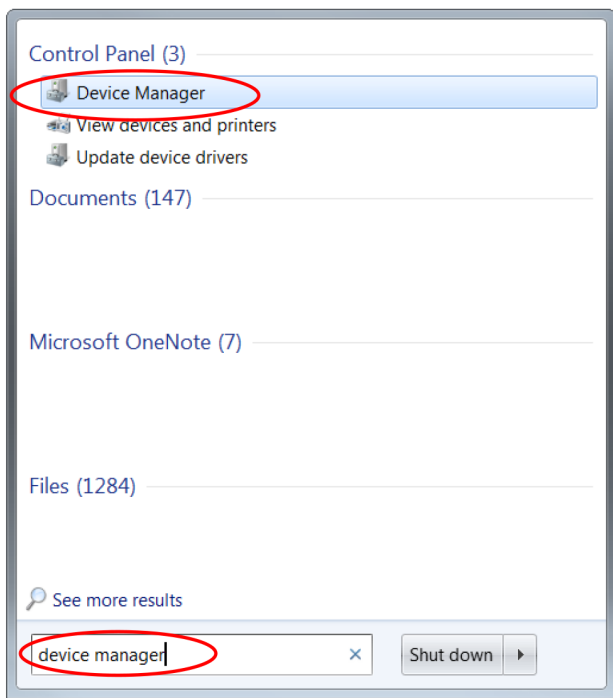 Control Panel (3)
Device Manager
View devices and printers
Update device drivers
Documents (147)
Microsoft OneNote (7)
Files (1284)
See more results
device manager
Shut down